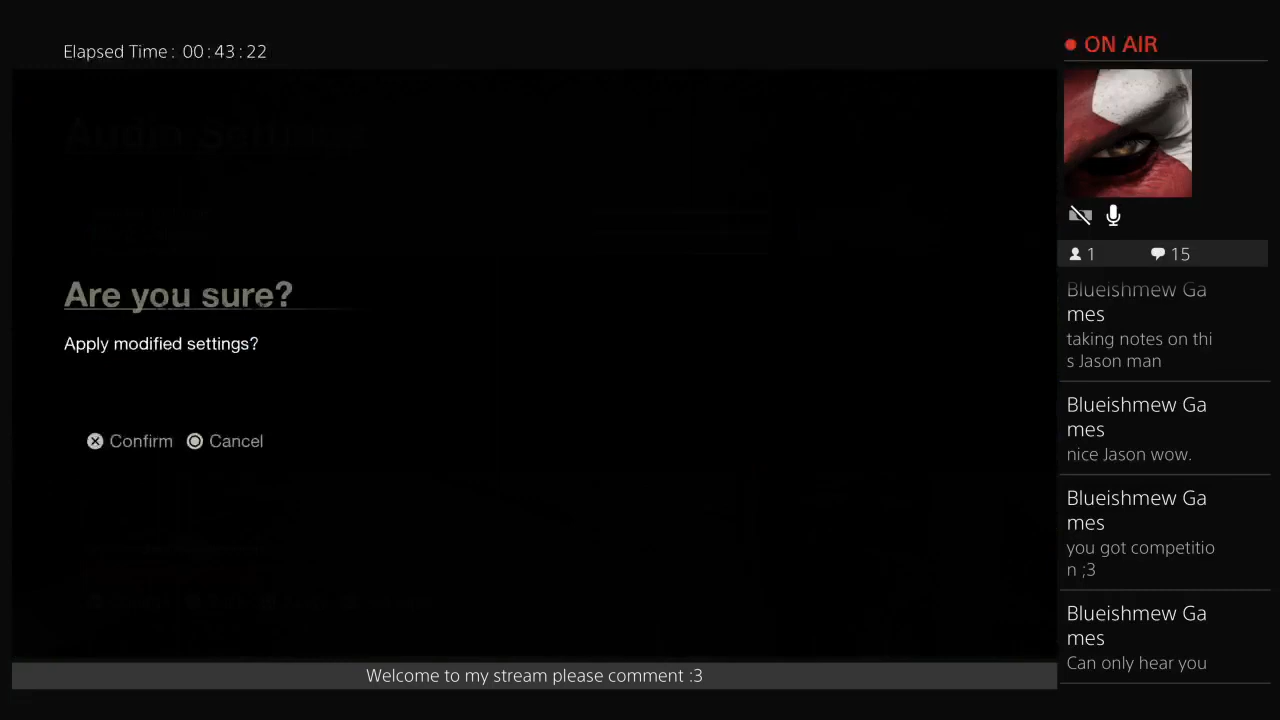 Elapsed Time: 00:43:22
ON AIR
Audio Settings
1 15
Blueishmew Ga
mes
taking notes on thi
s Jason man
Are you sure?
Apply modified settings?
Blueishmew Ga
mes
nice Jason wow.
Confirm Cancel
Blueishmew Ga
mes
you got competitio
n ;3
Blueishmew Ga
mes
Can only hear you
Welcome to my stream please comment :3